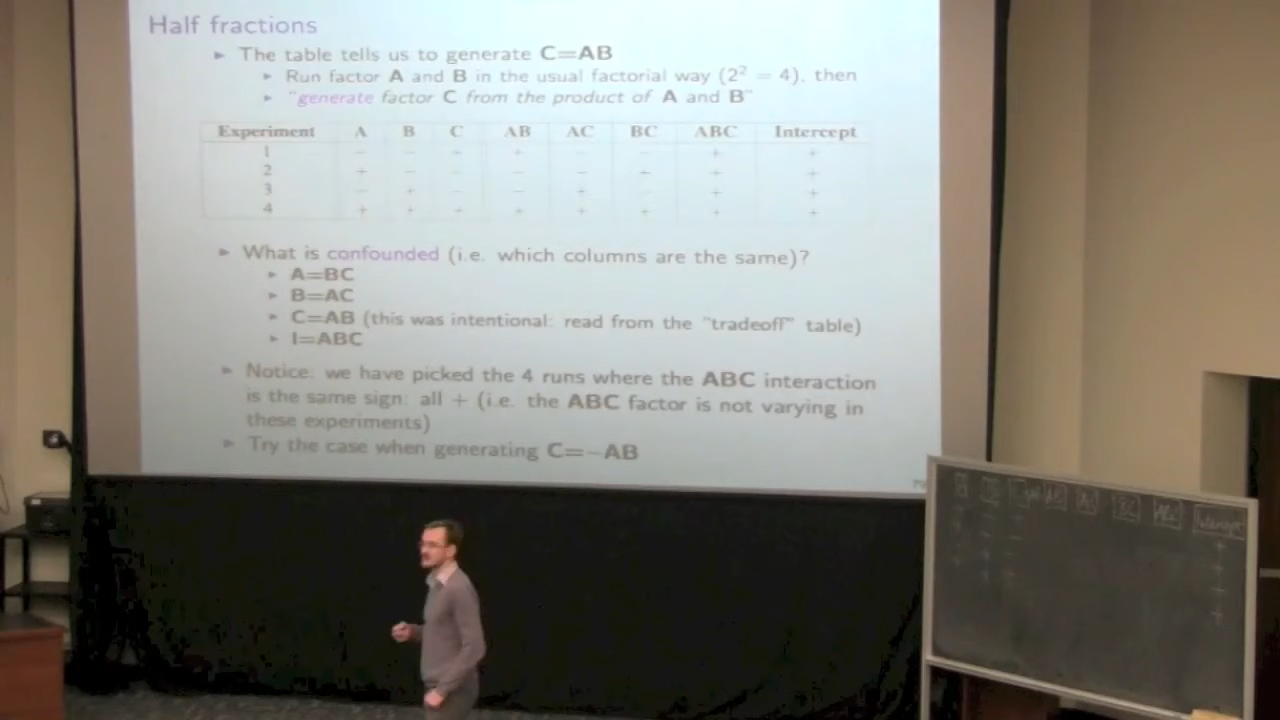 Half fractions
► The table tells us to generate C=AB
► Run factor A and B in the usual factorial way (2² = 4), then
► "generate factor C from the product of A and B"
Experiment A B C AB AC BC ABC Intercept
1 − − + + − − + +
2 + − − − − + + +
3 − + − − + − + +
4 + + + + + + + +
► What is confounded (i.e. which columns are the same)?
► A=BC
► B=AC
► C=AB (this was intentional: read from the "tradeoff" table)
► I=ABC
► Notice: we have picked the 4 runs where the ABC interaction
is the same sign: all + (i.e. the ABC factor is not varying in
these experiments)
► Try the case when generating C=−AB
AB BC ABC